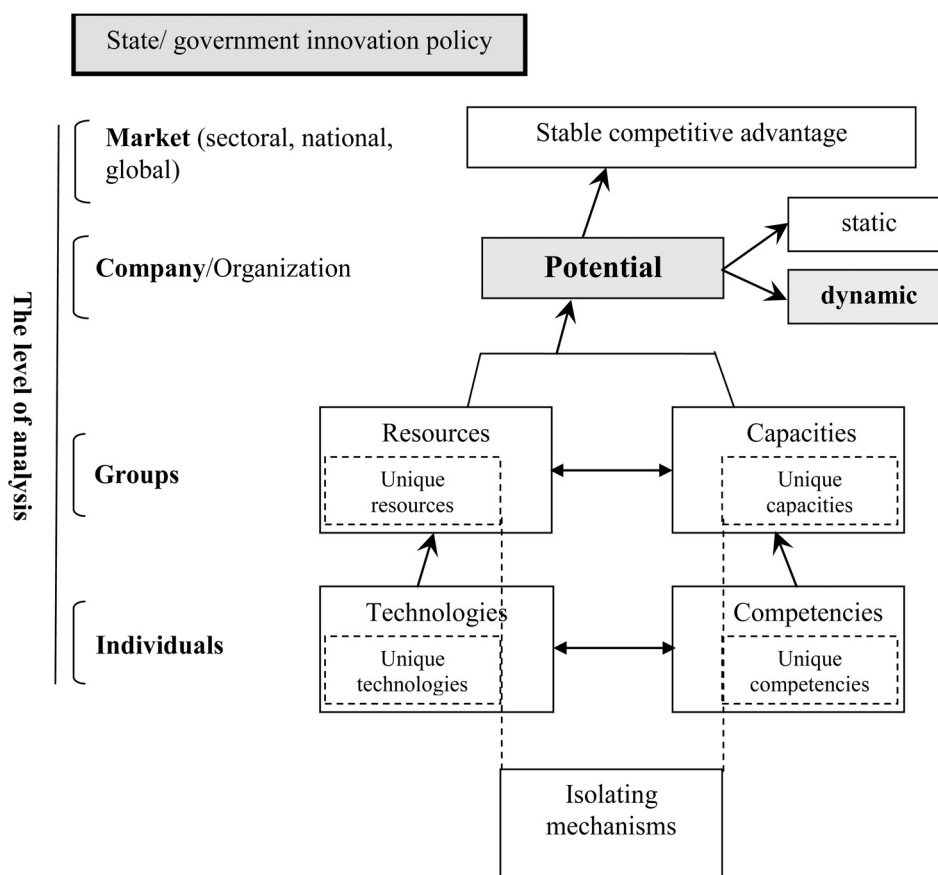 State/ government innovation policy
Market (sectoral, national,
global)
Stable competitive advantage
static
Company/Organization
Potential
dynamic
The level of analysis
Groups
Resources
Unique
resources
Capacities
Unique
capacities
Individuals
Technologies
Unique
technologies
Competencies
Unique
competencies
Isolating
mechanisms